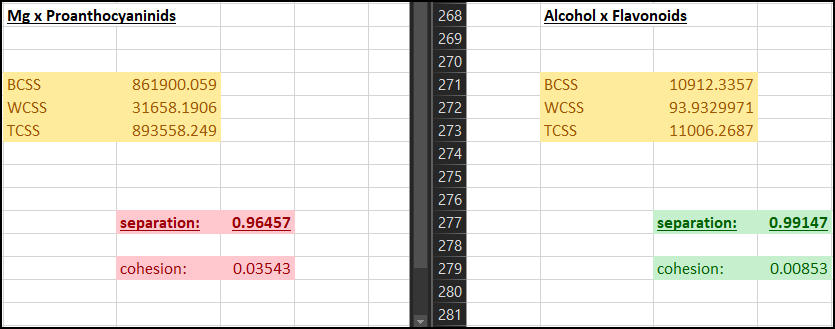 Mg x Proanthocyaninids
BCSS 861900.059
WCSS 31658.1906
TCSS 893558.249
separation: 0.96457
cohesion: 0.03543
268
269
270
271
272
273
274
275
276
277
278
279
280
281
Alcohol x Flavonoids
BCSS 10912.3357
WCSS 93.9329971
TCSS 11006.2687
separation: 0.99147
cohesion: 0.00853